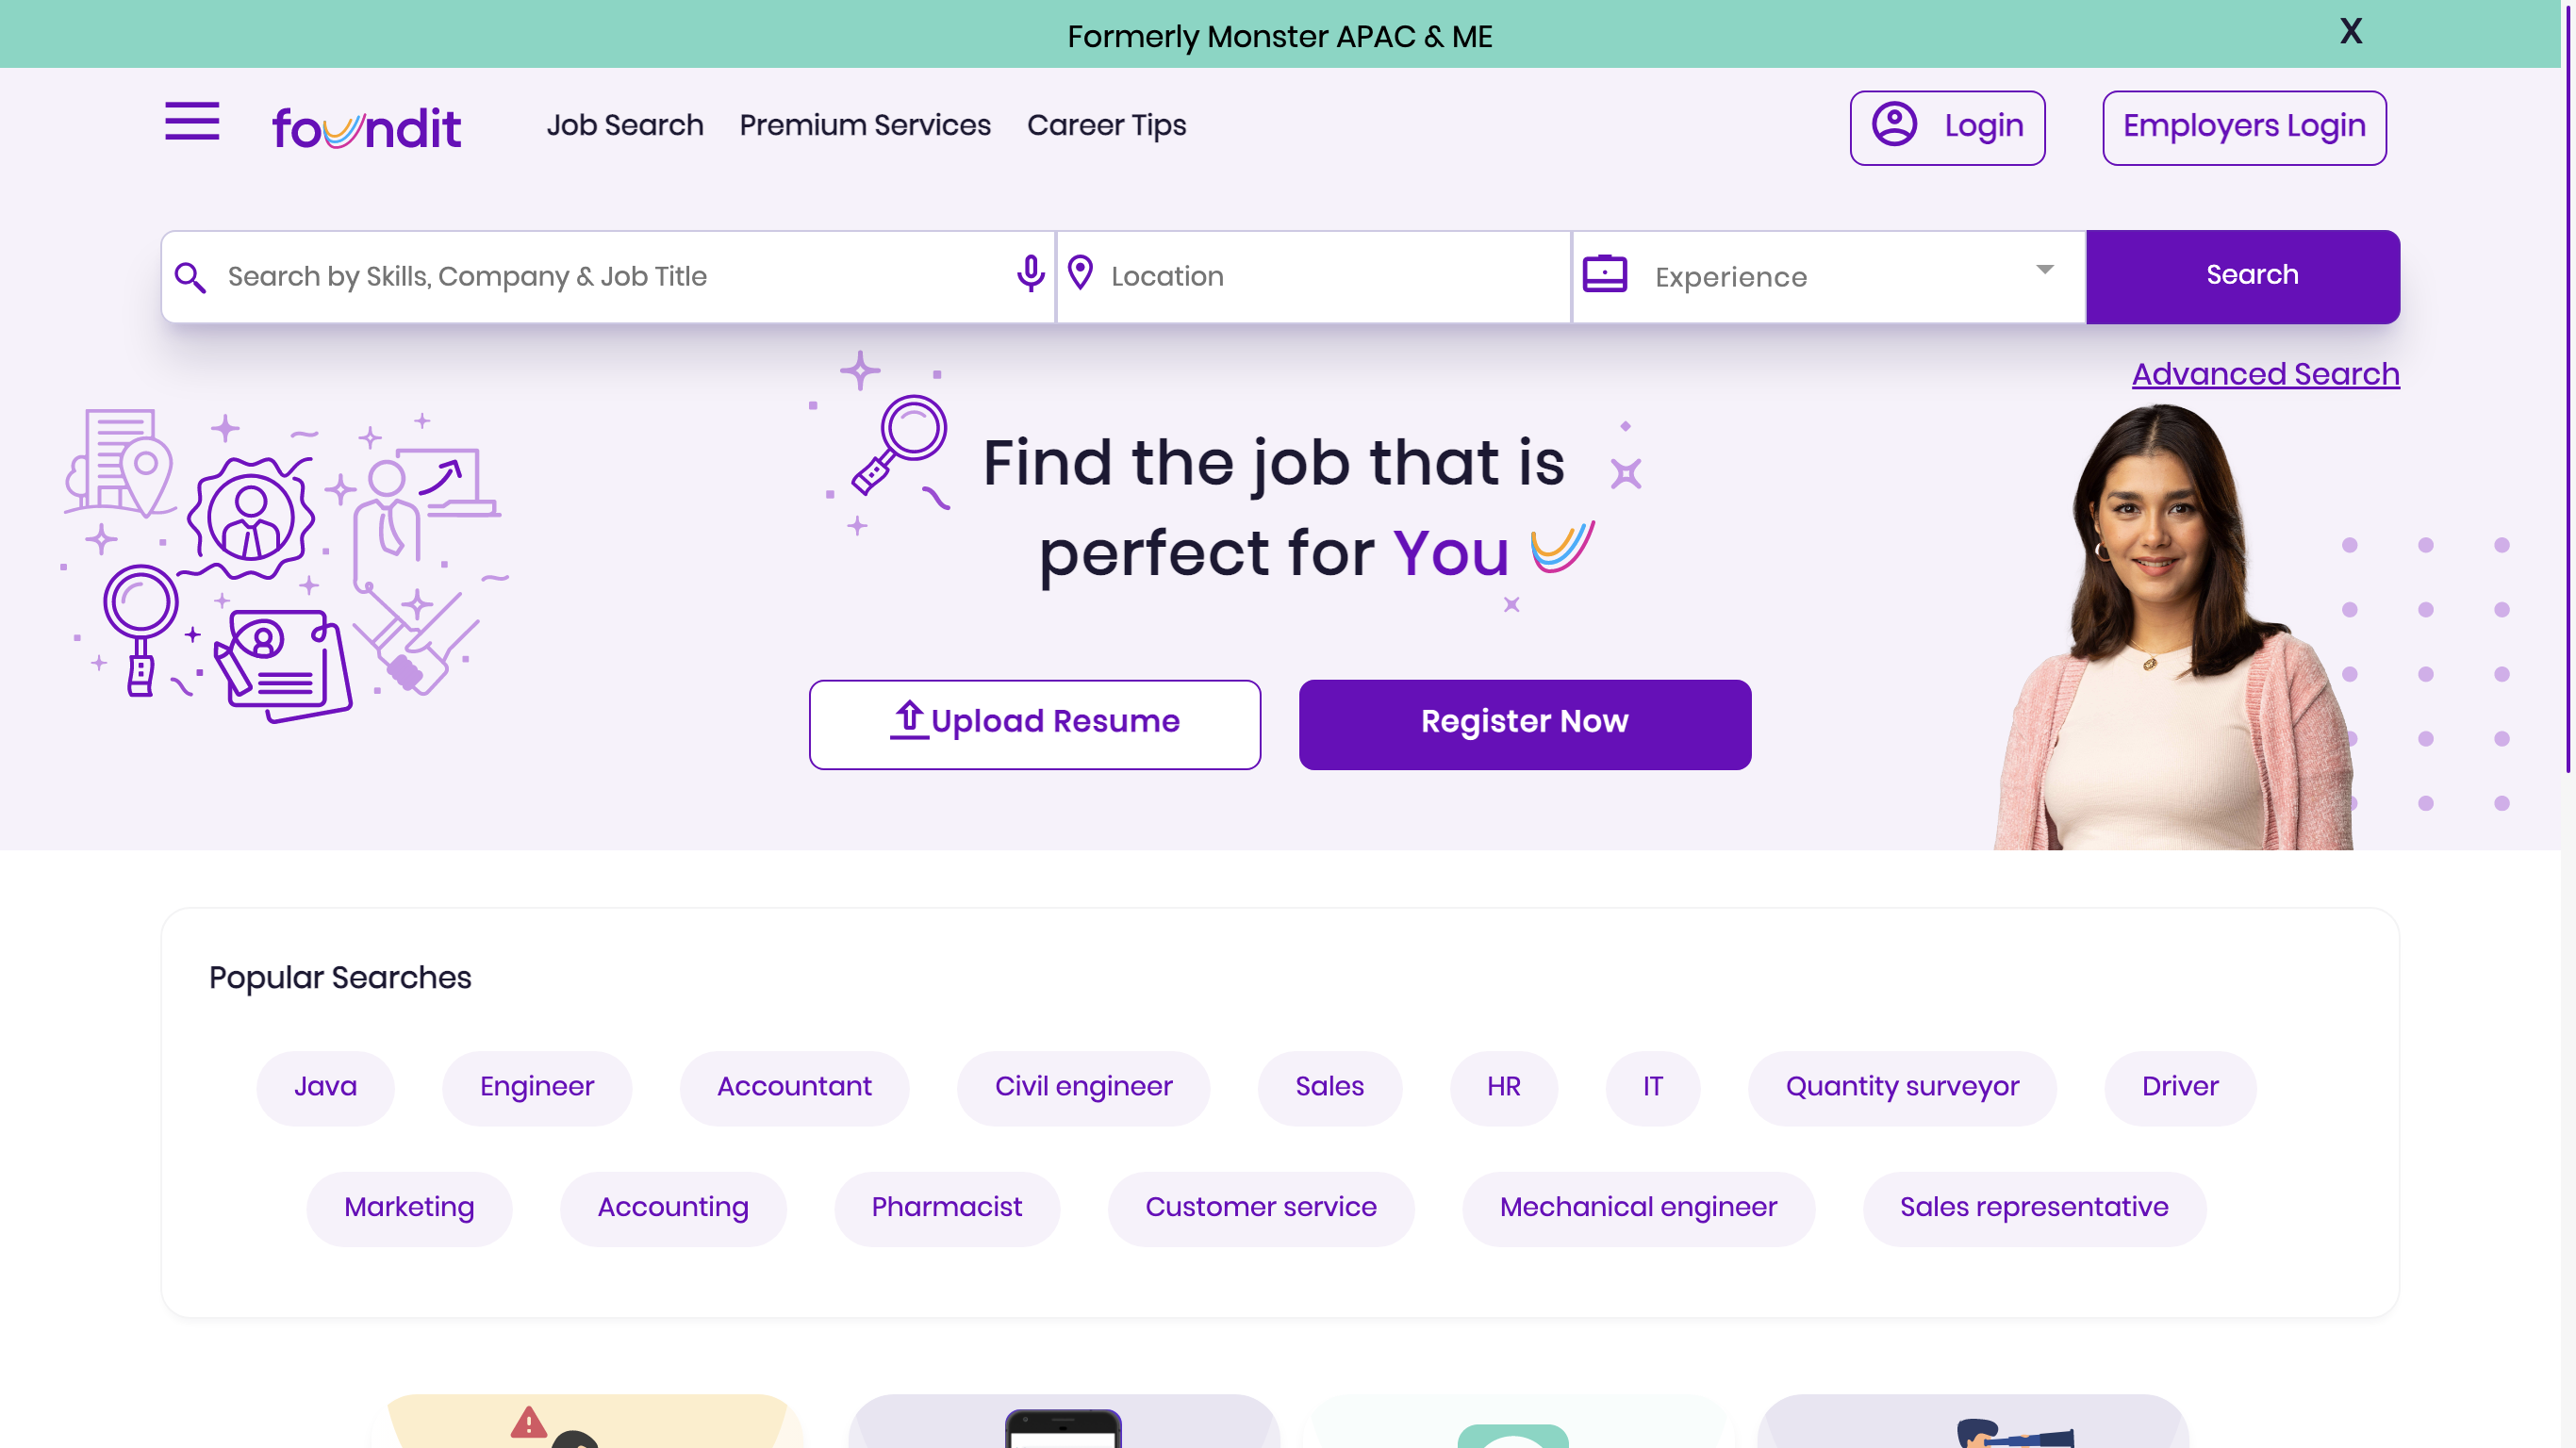 Formerly Monster APAC & ME
X
foundit
Job Search
Premium Services
Career Tips
Login
Employers Login
Search by Skills, Company & Job Title
Location
Experience
Search
Advanced Search
Find the job that is
perfect for You
Upload Resume
Register Now
Popular Searches
Java
Engineer
Accountant
Civil engineer
Sales
HR
IT
Quantity surveyor
Driver
Marketing
Accounting
Pharmacist
Customer service
Mechanical engineer
Sales representative